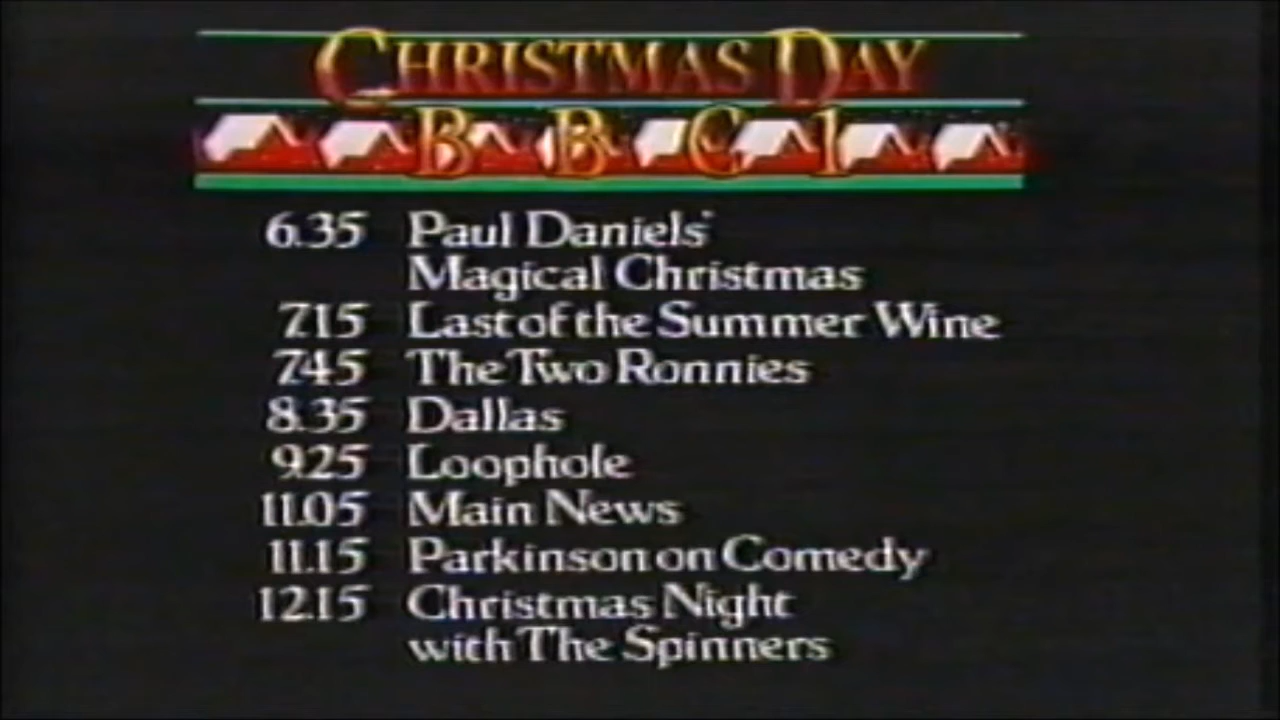 CHRISTMAS DAY
BBC1
6.35 Paul Daniels'
Magical Christmas
7.15 Last of the Summer Wine
7.45 The Two Ronnies
8.35 Dallas
9.25 Loophole
11.05 Main News
11.15 Parkinson on Comedy
12.15 Christmas Night
with The Spinners